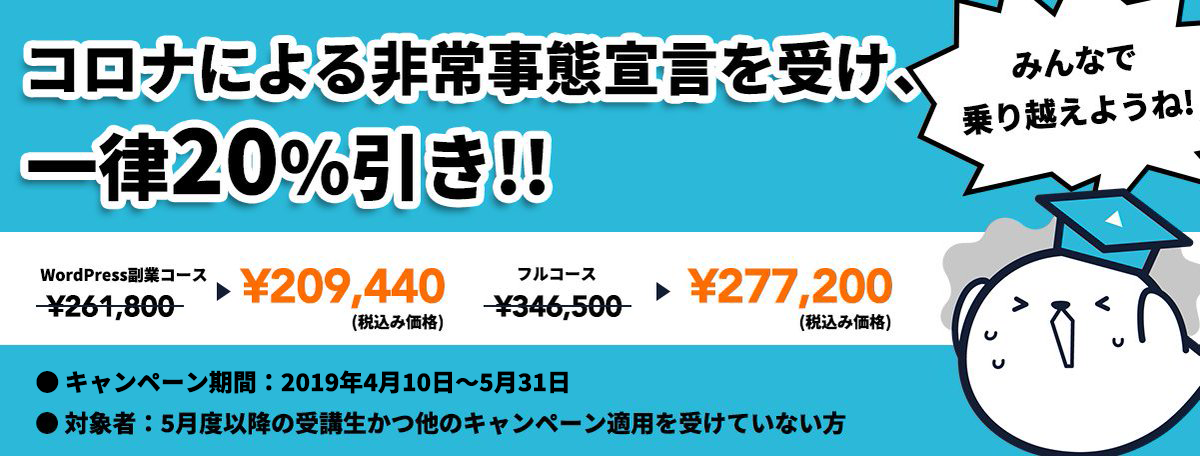 コロナによる非常事態宣言を受け、
一律20%引き!!
みんなで
乗り越えようね!
WordPress副業コース
¥261,800
¥209,440
(税込み価格)
フルコース
¥346,500
¥277,200
(税込み価格)
● キャンペーン期間：2019年4月10日〜5月31日
● 対象者：5月度以降の受講生かつ他のキャンペーン適用を受けていない方